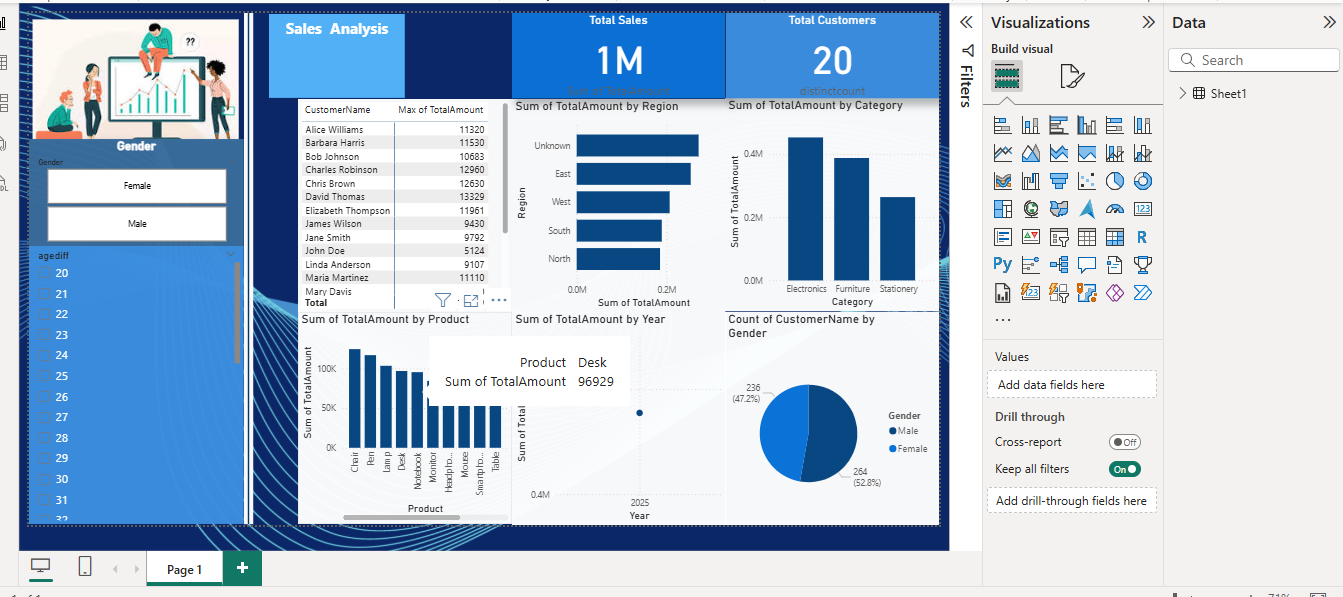 ??
Gender
Gender
Female
Male
agediff
20
21
22
23
24
25
26
27
28
29
30
31
32
Sales Analysis
Total Sales
1M
Total Customers
20
distinctcount
CustomerName Max of TotalAmount
Alice Williams 11320
Barbara Harris 11530
Bob Johnson 10683
Charles Robinson 12960
Chris Brown 12630
David Thomas 13329
Elizabeth Thompson 11961
James Wilson 9430
Jane Smith 9792
John Doe 5124
Linda Anderson 9107
Maria Martinez 11110
Mary Davis
Total
Sum of TotalAmount by Region
Region
Unknown
East
West
South
North
0.0M 0.2M
Sum of TotalAmount
Sum of TotalAmount by Category
Sum of TotalAmount
0.4M
0.2M
0.0M
Electronics Furniture Stationery
Category
Sum of TotalAmount by Product
Sum of TotalAmount
100K
50K
0K
Chair Pen Lamp Desk Notebook Monitor Headpho... Mouse Smartpho... Table
Product
Product Desk
Sum of TotalAmount 96929
Sum of TotalAmount by Year
Sum of Total
0.4M
2025
Year
Count of CustomerName by
Gender
236
(47.2%)
264
(52.8%)
Gender
Male
Female
Page 1
+
Filters
Visualizations
Build visual
R
Py
123
...
Values
Add data fields here
Drill through
Cross-report Off
Keep all filters On
Add drill-through fields here
Data
Search
Sheet1